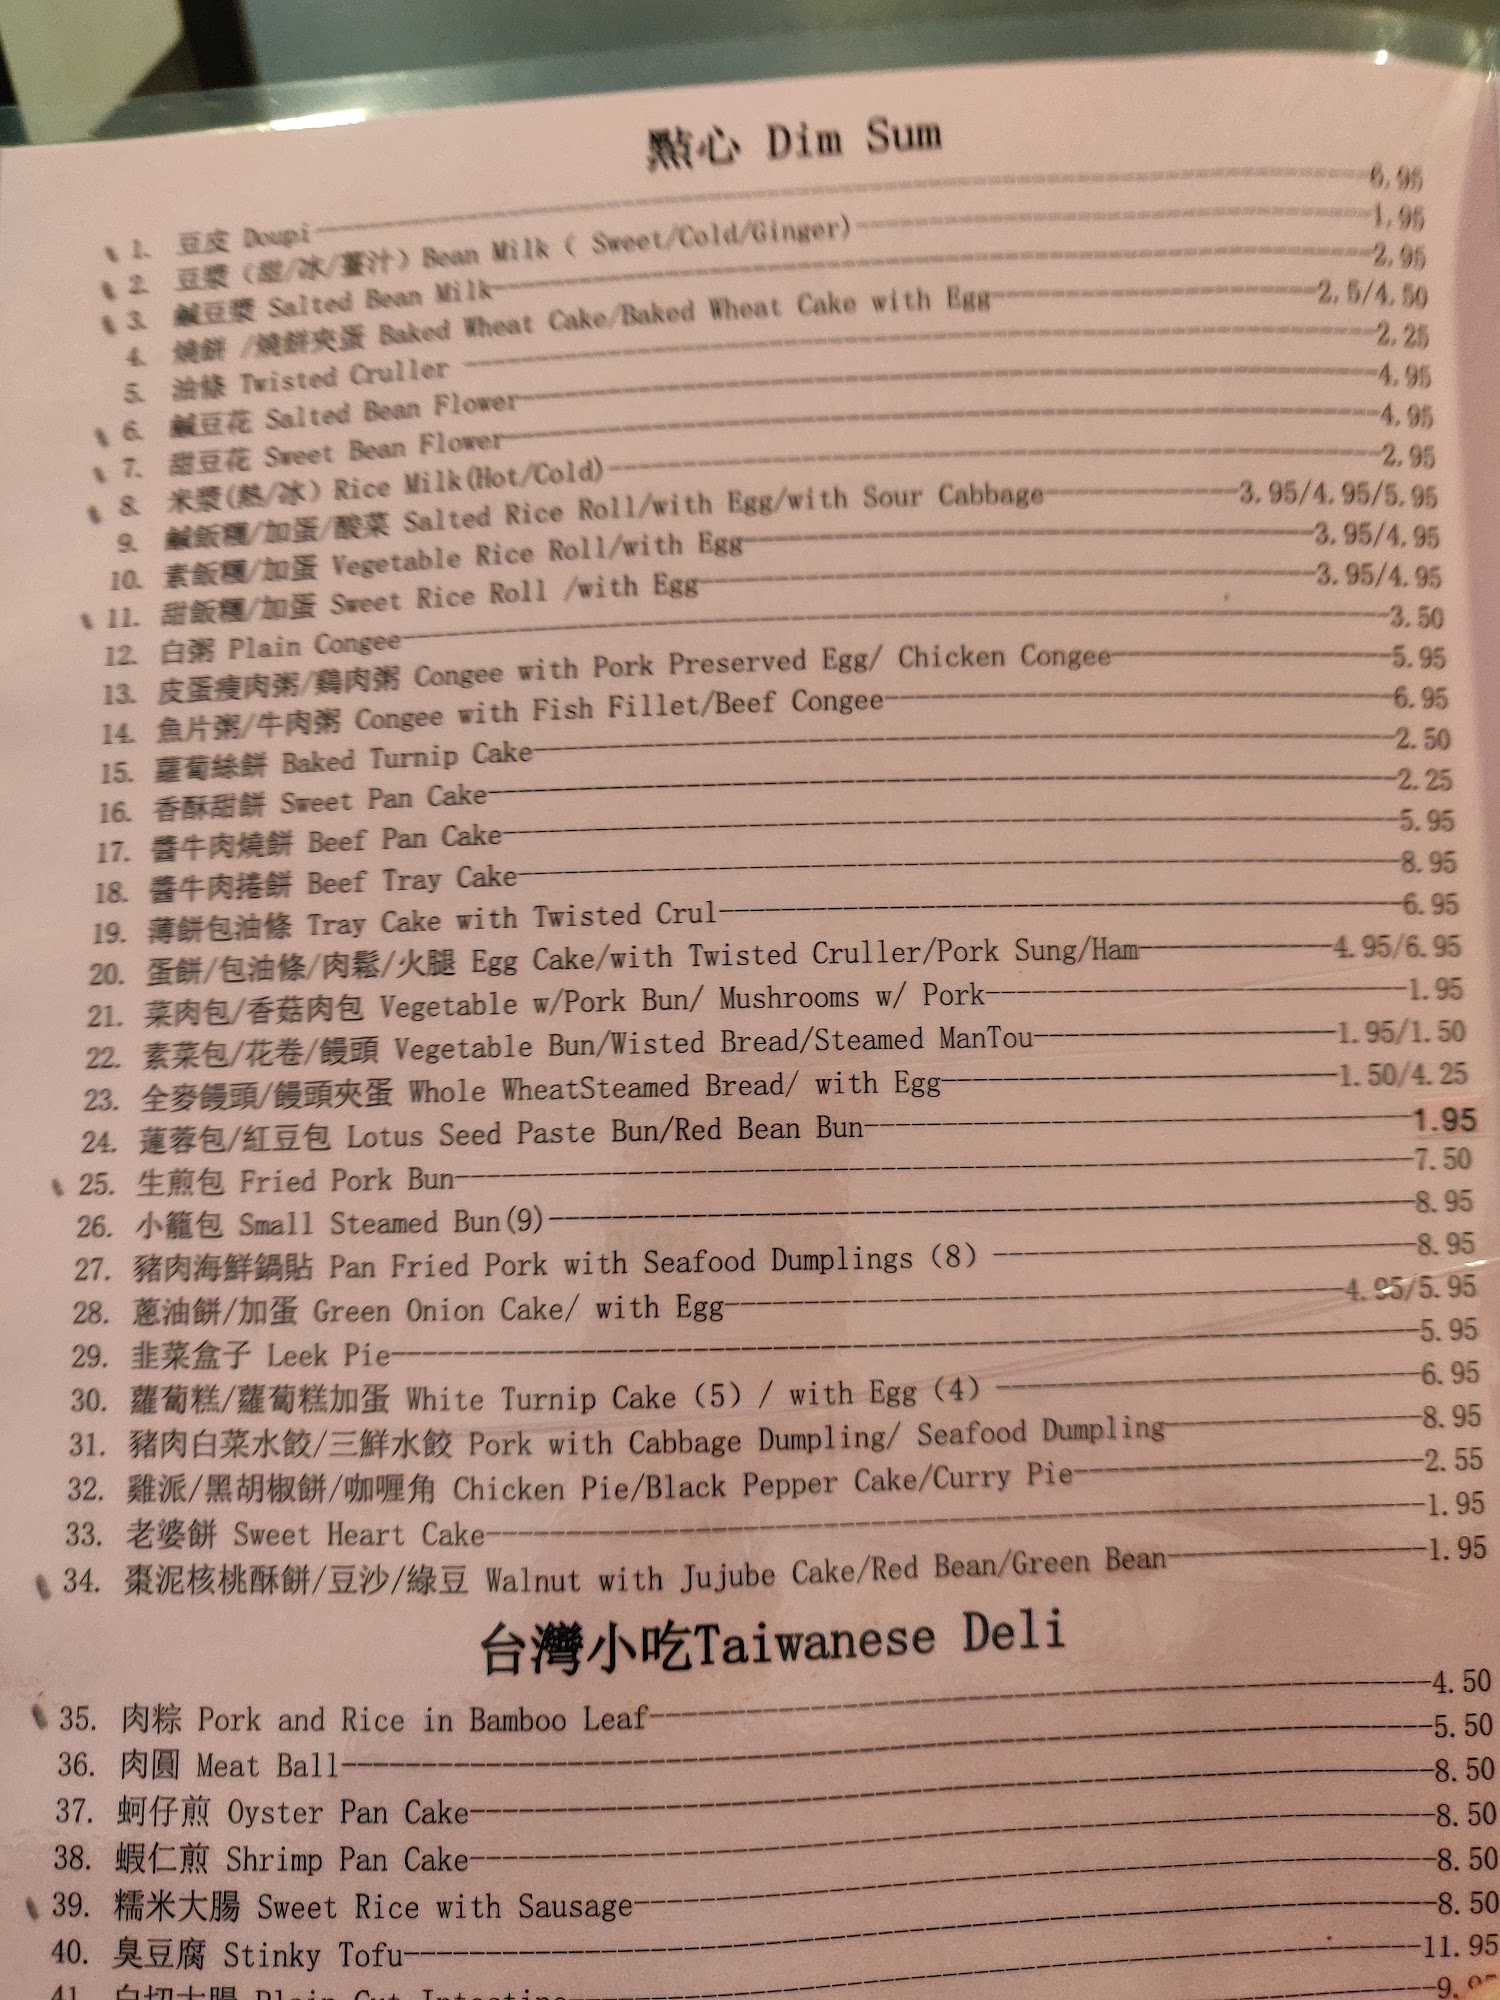 點心 Dim Sum
1. 豆皮 Doupi 6.95
2. 豆漿 (甜/冰/薑汁) Bean Milk ( Sweet/Cold/Ginger) 1.95
3. 鹹豆漿 Salted Bean Milk 2.95
4. 燒餅 /燒餅夾蛋 Baked Wheat Cake/Baked Wheat Cake with Egg 2.5/4.50
5. 油條 Twisted Cruller 2.25
6. 鹹豆花 Salted Bean Flower 4.95
7. 甜豆花 Sweet Bean Flower 4.95
8. 米漿(熱/冰) Rice Milk(Hot/Cold) 2.95
9. 鹹飯糰/加蛋/酸菜 Salted Rice Roll/with Egg/with Sour Cabbage 3.95/4.95/5.95
10. 素飯糰/加蛋 Vegetable Rice Roll/with Egg 3.95/4.95
11. 甜飯糰/加蛋 Sweet Rice Roll /with Egg 3.95/4.95
12. 白粥 Plain Congee 3.50
13. 皮蛋瘦肉粥/鷄肉粥 Congee with Pork Preserved Egg/ Chicken Congee 5.95
14. 魚片粥/牛肉粥 Congee with Fish Fillet/Beef Congee 6.95
15. 蘿蔔絲餅 Baked Turnip Cake 2.50
16. 香酥甜餅 Sweet Pan Cake 2.25
17. 醬牛肉燒餅 Beef Pan Cake 5.95
18. 醬牛肉捲餅 Beef Tray Cake 8.95
19. 薄餅包油條 Tray Cake with Twisted Crul 6.95
20. 蛋餅/包油條/肉鬆/火腿 Egg Cake/with Twisted Cruller/Pork Sung/Ham 4.95/6.95
21. 菜肉包/香菇肉包 Vegetable w/Pork Bun/ Mushrooms w/ Pork 1.95
22. 素菜包/花卷/饅頭 Vegetable Bun/Wisted Bread/Steamed ManTou 1.95/1.50
23. 全麥饅頭/饅頭夾蛋 Whole WheatSteamed Bread/ with Egg 1.50/4.25
24. 蓮蓉包/紅豆包 Lotus Seed Paste Bun/Red Bean Bun 1.95
25. 生煎包 Fried Pork Bun 7.50
26. 小籠包 Small Steamed Bun(9) 8.95
27. 豬肉海鮮鍋貼 Pan Fried Pork with Seafood Dumplings (8) 8.95
28. 蔥油餅/加蛋 Green Onion Cake/ with Egg 4.95/5.95
29. 韭菜盒子 Leek Pie 5.95
30. 蘿蔔糕/蘿蔔糕加蛋 White Turnip Cake (5) / with Egg (4) 6.95
31. 豬肉白菜水餃/三鮮水餃 Pork with Cabbage Dumpling/ Seafood Dumpling 8.95
32. 雞派/黑胡椒餅/咖喱角 Chicken Pie/Black Pepper Cake/Curry Pie 2.55
33. 老婆餅 Sweet Heart Cake 1.95
34. 棗泥核桃酥餅/豆沙/綠豆 Walnut with Jujube Cake/Red Bean/Green Bean 1.95
台灣小吃Taiwanese Deli
35. 肉粽 Pork and Rice in Bamboo Leaf 4.50
36. 肉圓 Meat Ball 5.50
37. 蚵仔煎 Oyster Pan Cake 8.50
38. 蝦仁煎 Shrimp Pan Cake 8.50
39. 糯米大腸 Sweet Rice with Sausage 8.50
40. 臭豆腐 Stinky Tofu 8.50
41. 白切大腸 Plain Cut Intestine 11.95